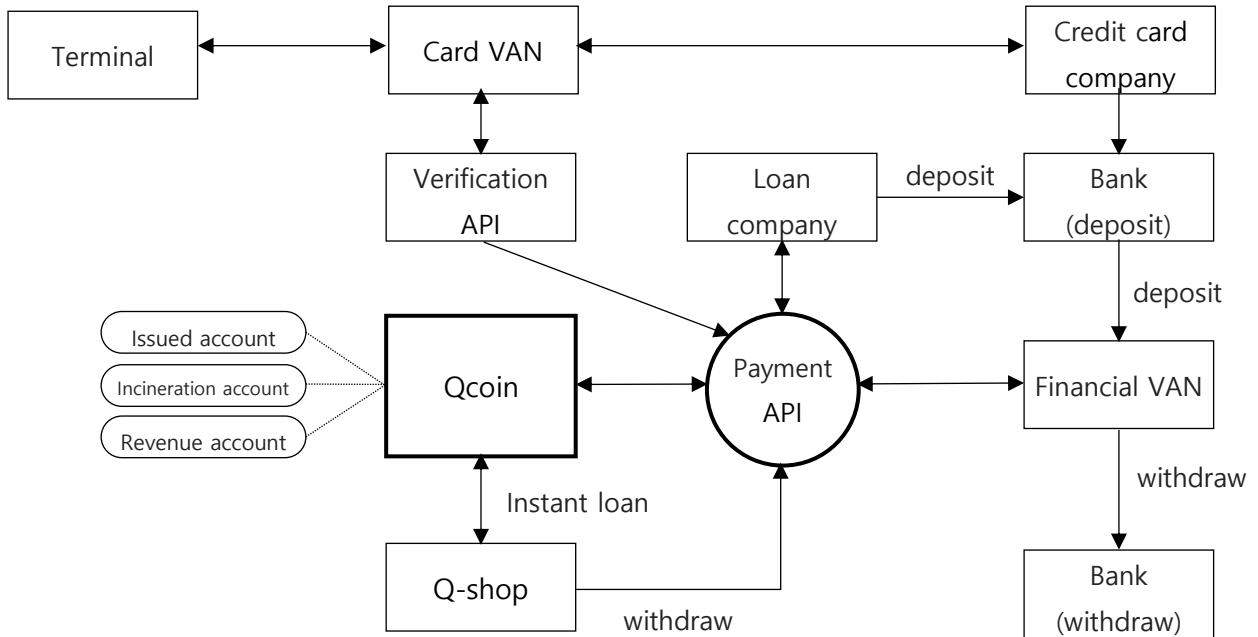 Terminal
Card VAN
Credit card
company
Verification
API
Loan
company
deposit
Bank
(deposit)
deposit
Issued account
Incineration account
Revenue account
Qcoin
Payment
API
Financial VAN
withdraw
Instant loan
Q-shop
withdraw
Bank
(withdraw)